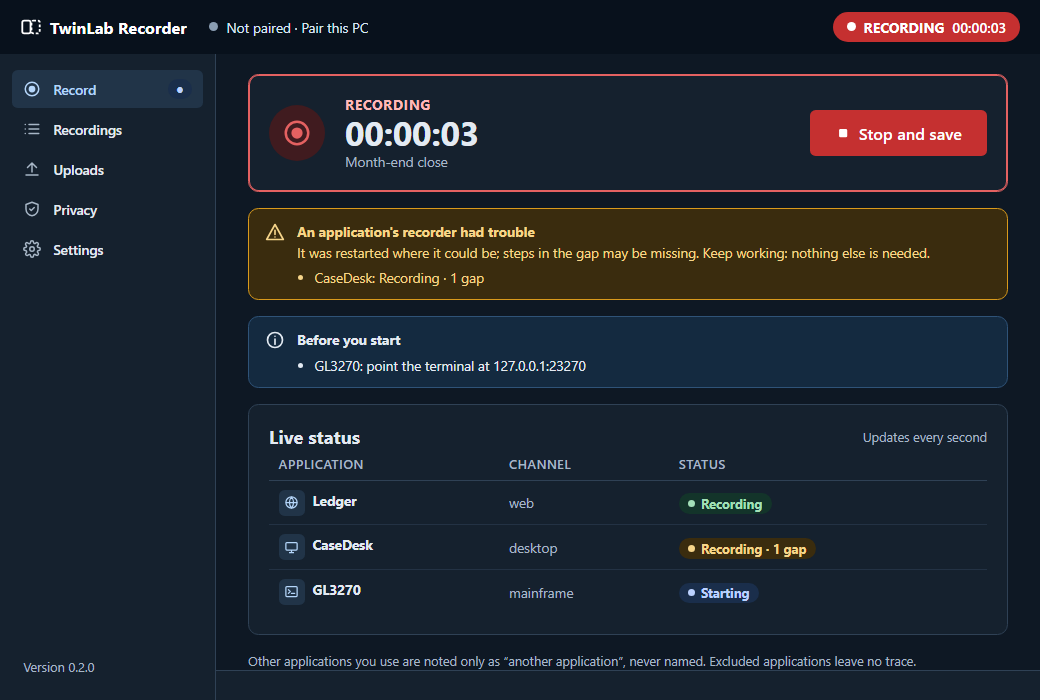 TwinLab Recorder
Not paired · Pair this PC
RECORDING 00:00:03
Record
Recordings
Uploads
Privacy
Settings
Version 0.2.0
RECORDING
00:00:03
Month-end close
Stop and save
An application's recorder had trouble
It was restarted where it could be; steps in the gap may be missing. Keep working: nothing else is needed.
• CaseDesk: Recording · 1 gap
Before you start
• GL3270: point the terminal at 127.0.0.1:23270
Live status
Updates every second
APPLICATION CHANNEL STATUS
Ledger web Recording
CaseDesk desktop Recording · 1 gap
GL3270 mainframe Starting
Other applications you use are noted only as “another application”, never named. Excluded applications leave no trace.